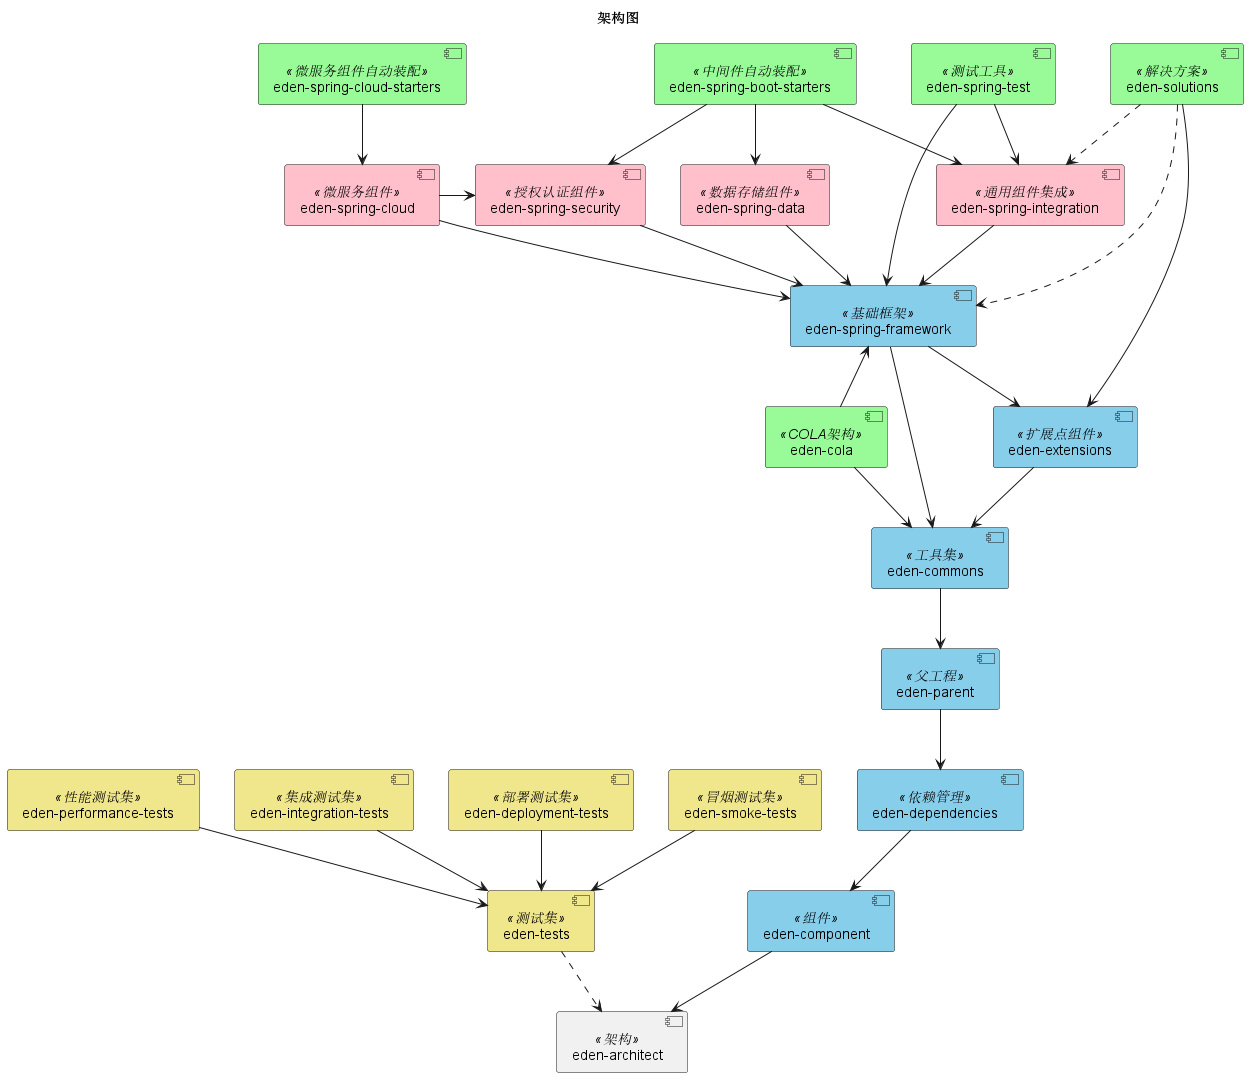 架构图
«微服务组件自动装配»
eden-spring-cloud-starters
«中间件自动装配»
eden-spring-boot-starters
«测试工具»
eden-spring-test
«解决方案»
eden-solutions
«微服务组件»
eden-spring-cloud
«授权认证组件»
eden-spring-security
«数据存储组件»
eden-spring-data
«通用组件集成»
eden-spring-integration
«基础框架»
eden-spring-framework
«COLA架构»
eden-cola
«扩展点组件»
eden-extensions
«工具集»
eden-commons
«父工程»
eden-parent
«性能测试集»
eden-performance-tests
«集成测试集»
eden-integration-tests
«部署测试集»
eden-deployment-tests
«冒烟测试集»
eden-smoke-tests
«依赖管理»
eden-dependencies
«测试集»
eden-tests
«组件»
eden-component
«架构»
eden-architect